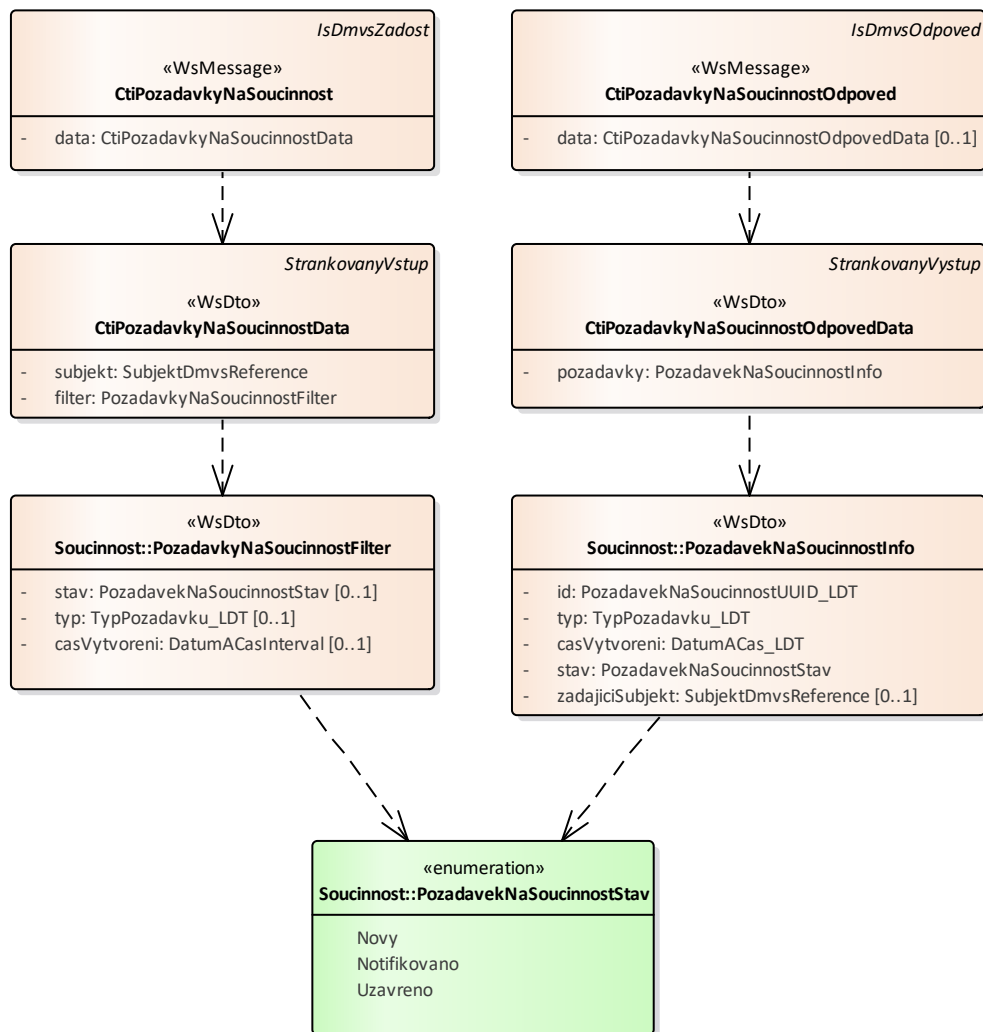 IsDmvsZadost
«WsMessage»
CtiPozadavkyNaSoucinnost
- data: CtiPozadavkyNaSoucinnostData
IsDmvsOdpoved
«WsMessage»
CtiPozadavkyNaSoucinnostOdpoved
- data: CtiPozadavkyNaSoucinnostOdpovedData [0..1]
StrankovanyVstup
«WsDto»
CtiPozadavkyNaSoucinnostData
- subjekt: SubjektDmvsReference
- filter: PozadavkyNaSoucinnostFilter
StrankovanyVystup
«WsDto»
CtiPozadavkyNaSoucinnostOdpovedData
- pozadavky: PozadavekNaSoucinnostInfo
«WsDto»
Soucinnost::PozadavkyNaSoucinnostFilter
- stav: PozadavekNaSoucinnostStav [0..1]
- typ: TypPozadavku_LDT [0..1]
- casVytvoreni: DatumACasInterval [0..1]
«WsDto»
Soucinnost::PozadavekNaSoucinnostInfo
- id: PozadavekNaSoucinnostUUID_LDT
- typ: TypPozadavku_LDT
- casVytvoreni: DatumACas_LDT
- stav: PozadavekNaSoucinnostStav
- zadajiciSubjekt: SubjektDmvsReference [0..1]
«enumeration»
Soucinnost::PozadavekNaSoucinnostStav
Novy
Notifikovano
Uzavreno